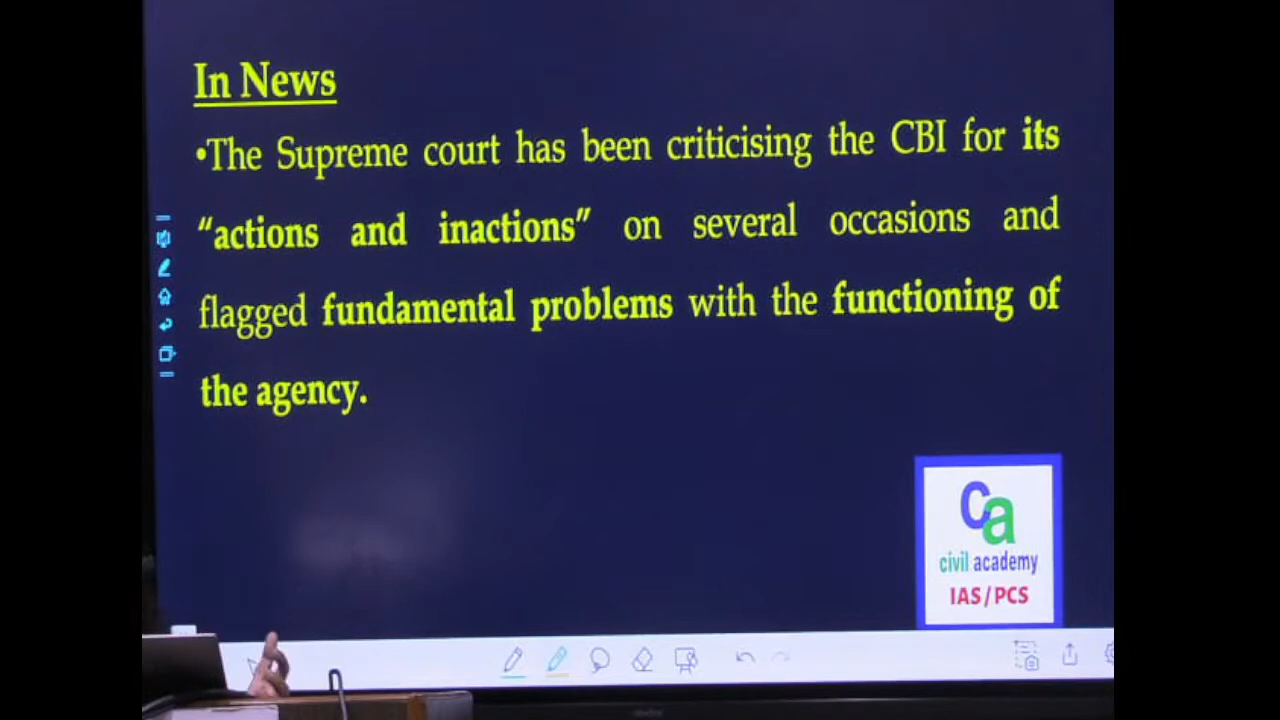 In News
•The Supreme court has been criticising the CBI for its
“actions and inactions” on several occasions and
flagged fundamental problems with the functioning of
the agency.
ca
civil academy
IAS/PCS